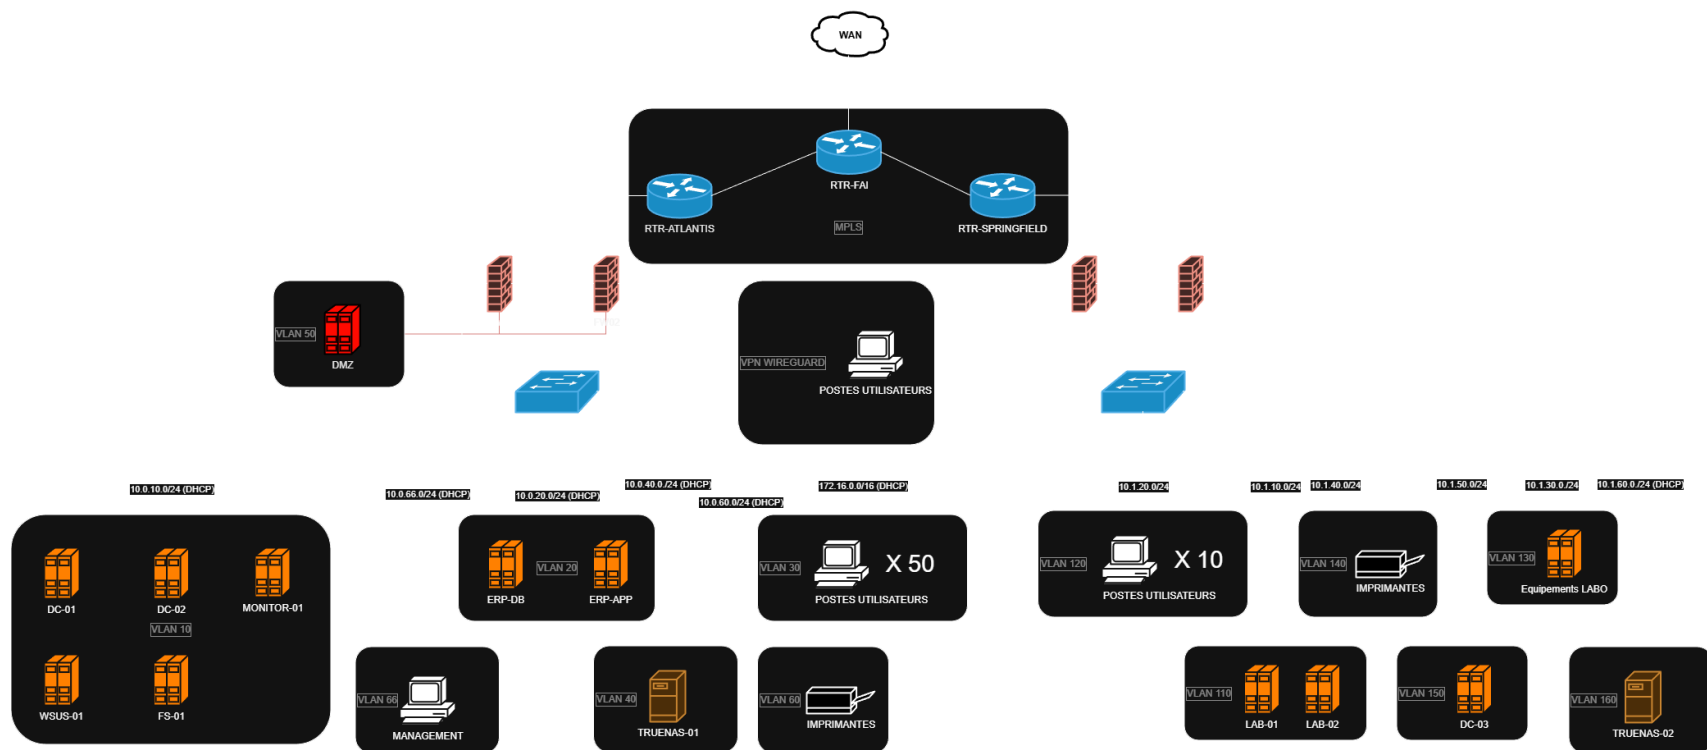 WAN
RTR-FAI
RTR-ATLANTIS
RTR-SPRINGFIELD
MPLS
VLAN 50
DMZ
VPN WIREGUARD
POSTES UTILISATEURS
10.0.10.0/24 (DHCP)
10.0.66.0/24 (DHCP)
10.0.20.0/24 (DHCP)
10.0.40.0./24 (DHCP)
10.0.60.0/24 (DHCP)
172.16.0.0/16 (DHCP)
10.1.20.0/24
10.1.10.0/24
10.1.40.0/24
10.1.50.0/24
10.1.30.0./24
10.1.60.0./24 (DHCP)
DC-01
DC-02
MONITOR-01
VLAN 10
WSUS-01
FS-01
ERP-DB
VLAN 20
ERP-APP
VLAN 30
X 50
POSTES UTILISATEURS
VLAN 120
X 10
POSTES UTILISATEURS
VLAN 140
IMPRIMANTES
VLAN 130
Equipements LABO
VLAN 66
MANAGEMENT
VLAN 40
TRUENAS-01
VLAN 60
IMPRIMANTES
VLAN 110
LAB-01
LAB-02
VLAN 150
DC-03
VLAN 160
TRUENAS-02